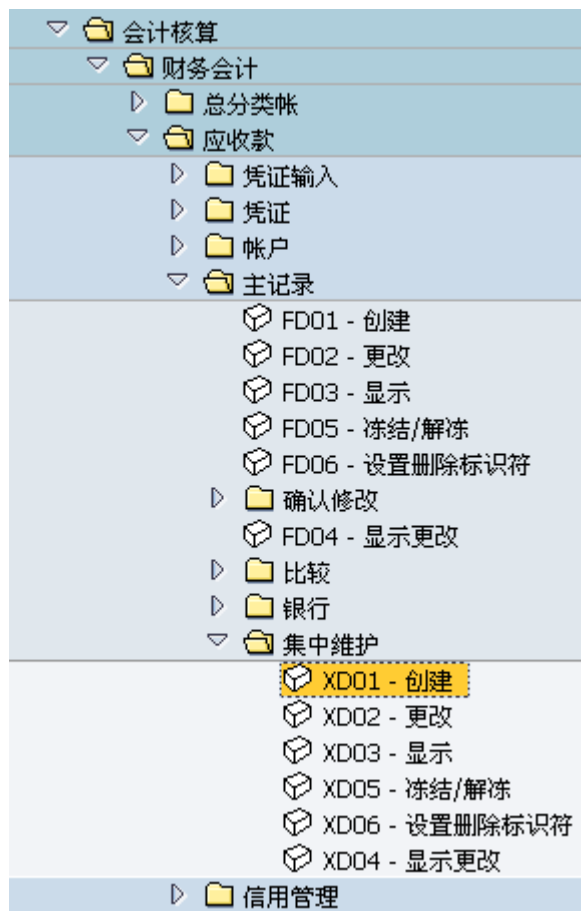 会计核算
财务会计
总分类帐
应收款
凭证输入
凭证
帐户
主记录
FD01 - 创建
FD02 - 更改
FD03 - 显示
FD05 - 冻结/解冻
FD06 - 设置删除标识符
确认修改
FD04 - 显示更改
比较
银行
集中维护
XD01 - 创建
XD02 - 更改
XD03 - 显示
XD05 - 冻结/解冻
XD06 - 设置删除标识符
XD04 - 显示更改
信用管理